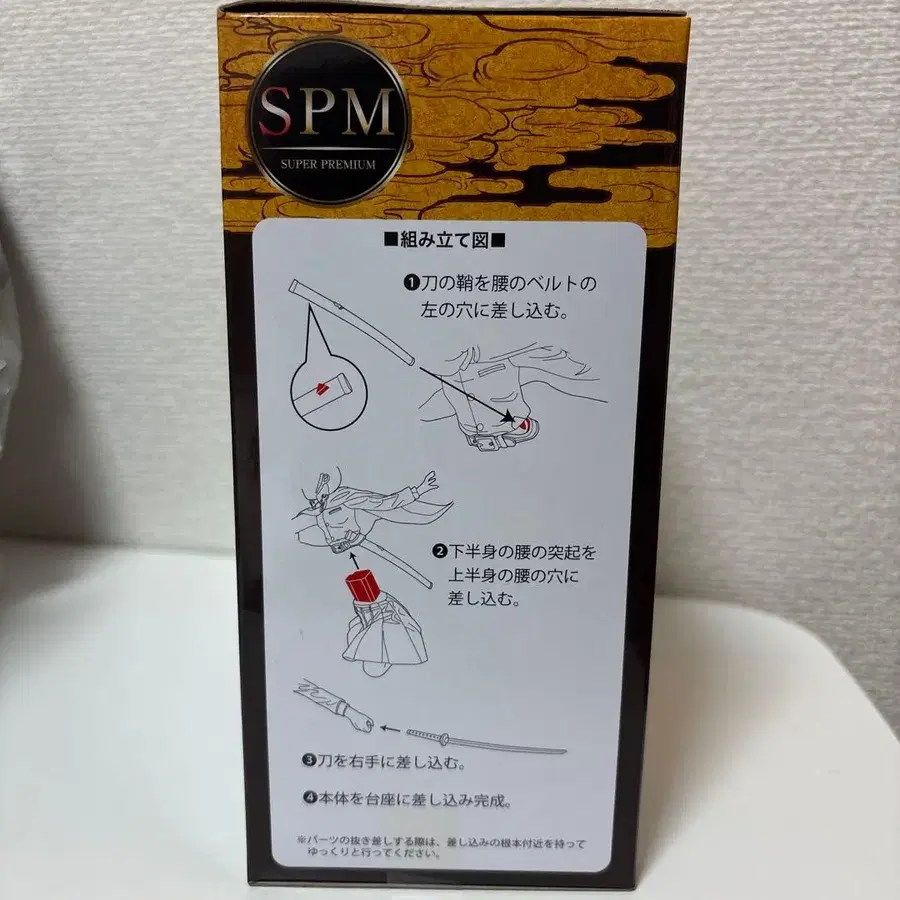 SPM
SUPER PREMIUM
■組み立て図■
❶刀の鞘を腰のベルトの
左の穴に差し込む。
❷下半身の腰の突起を
上半身の腰の穴に
差し込む。
❸刀を右手に差し込む。
❹本体を台座に差し込み完成。
※パーツの抜き差しする際は、差し込みの根本付近を持って
ゆっくりと行ってください。